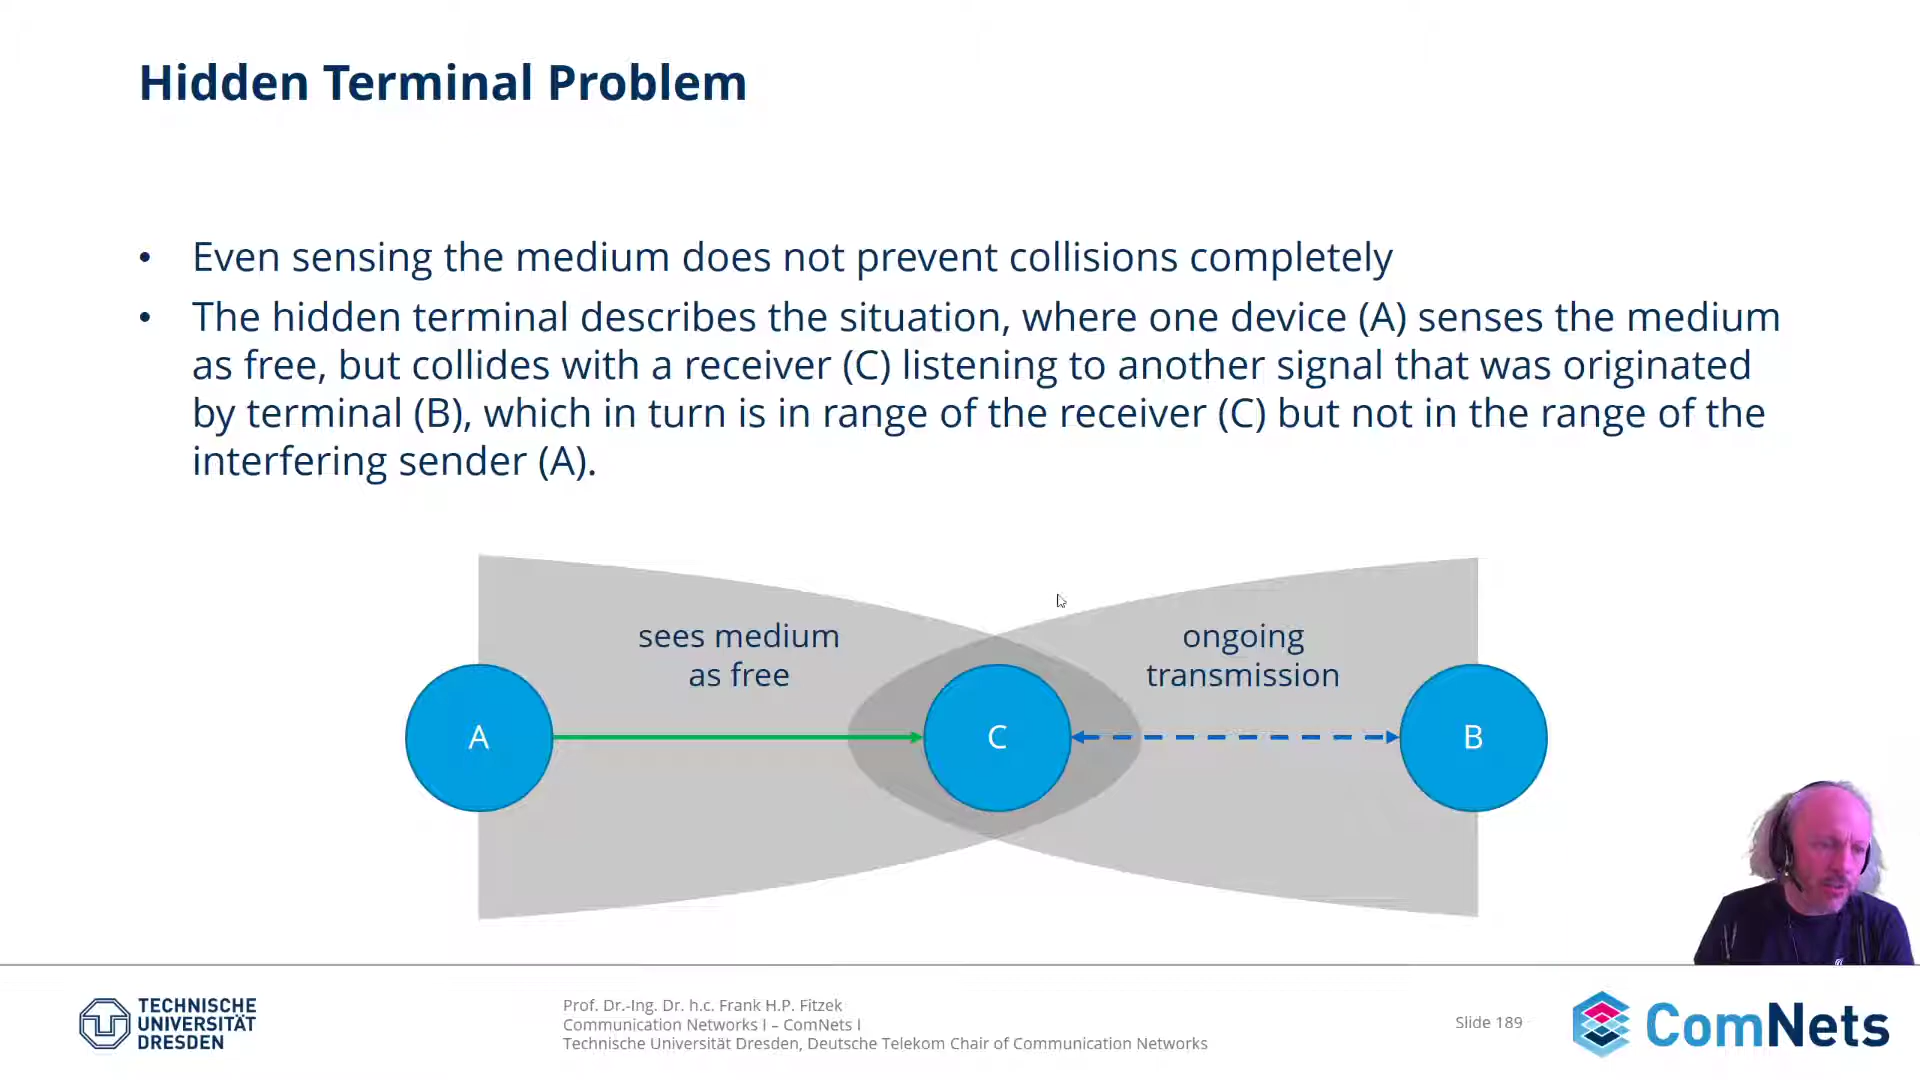 Hidden Terminal Problem
• Even sensing the medium does not prevent collisions completely
• The hidden terminal describes the situation, where one device (A) senses the medium
as free, but collides with a receiver (C) listening to another signal that was originated
by terminal (B), which in turn is in range of the receiver (C) but not in the range of the
interfering sender (A).
sees medium
as free
ongoing
transmission
A
C
B
TECHNISCHE
UNIVERSITÄT
DRESDEN
Prof. Dr.-Ing. Dr. h.c. Frank H.P. Fitzek
Communication Networks I – ComNets I
Technische Universität Dresden, Deutsche Telekom Chair of Communication Networks
Slide 189
ComNets